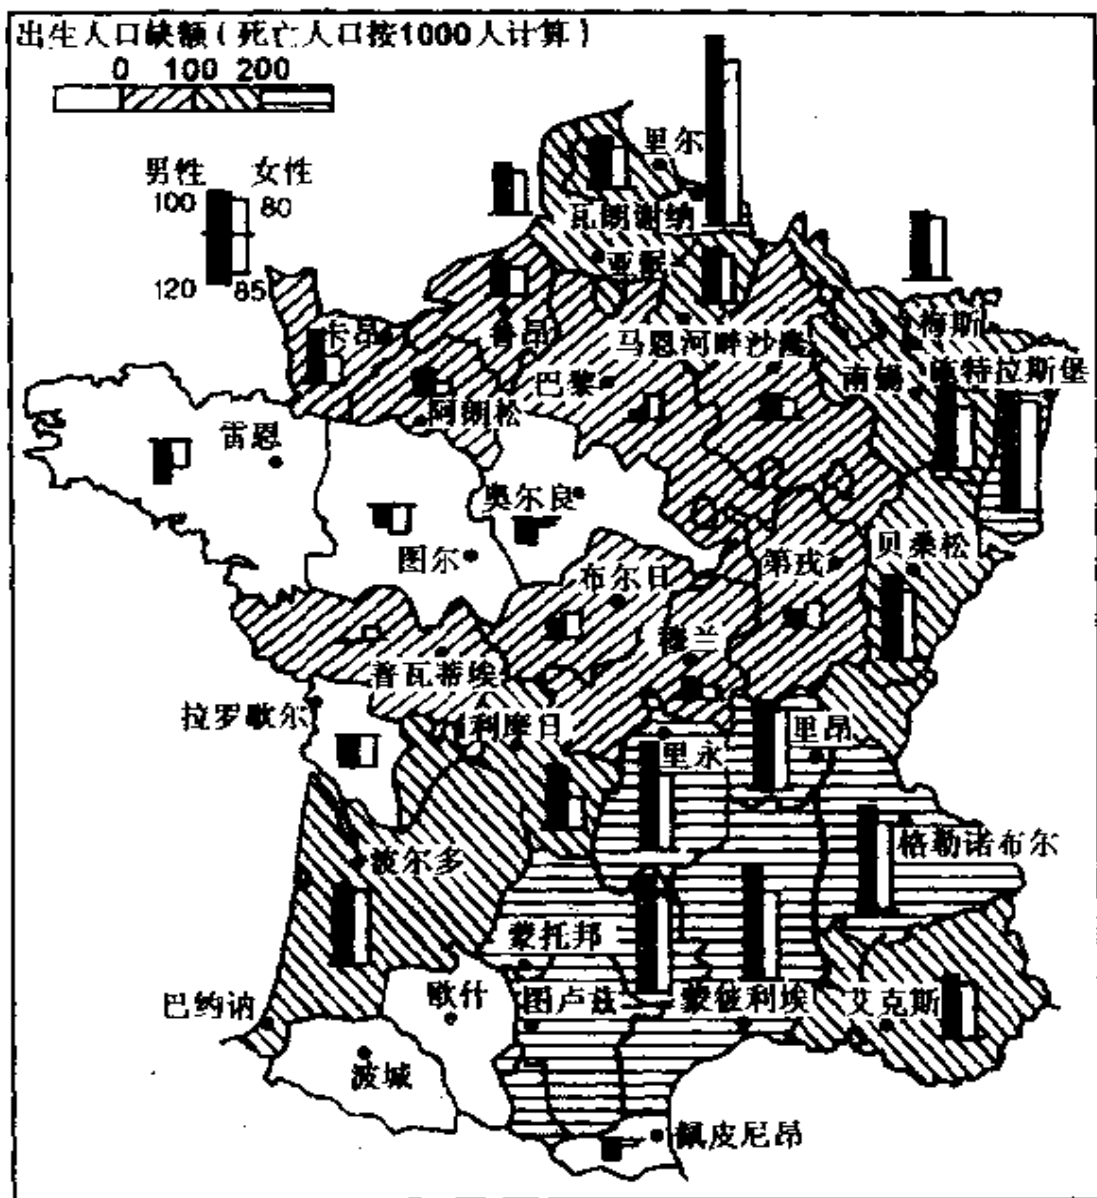 出生人口缺额(死亡人口按1000人计算)
0 100 200
男性 女性
100 80
120 85
里尔
瓦朗谢纳
亚眠
梅斯
卡昂
鲁昂
马恩河畔沙隆
巴黎
南锡
斯特拉斯堡
阿朗松
雷恩
奥尔良
图尔
第戎
贝桑松
布尔日
穆兰
普瓦蒂埃
拉罗歇尔
利摩日
里永
里昂
波尔多
格勒诺布尔
蒙托邦
巴纳讷
欧什
图卢兹
蒙彼利埃
艾克斯
波城
佩皮尼昂